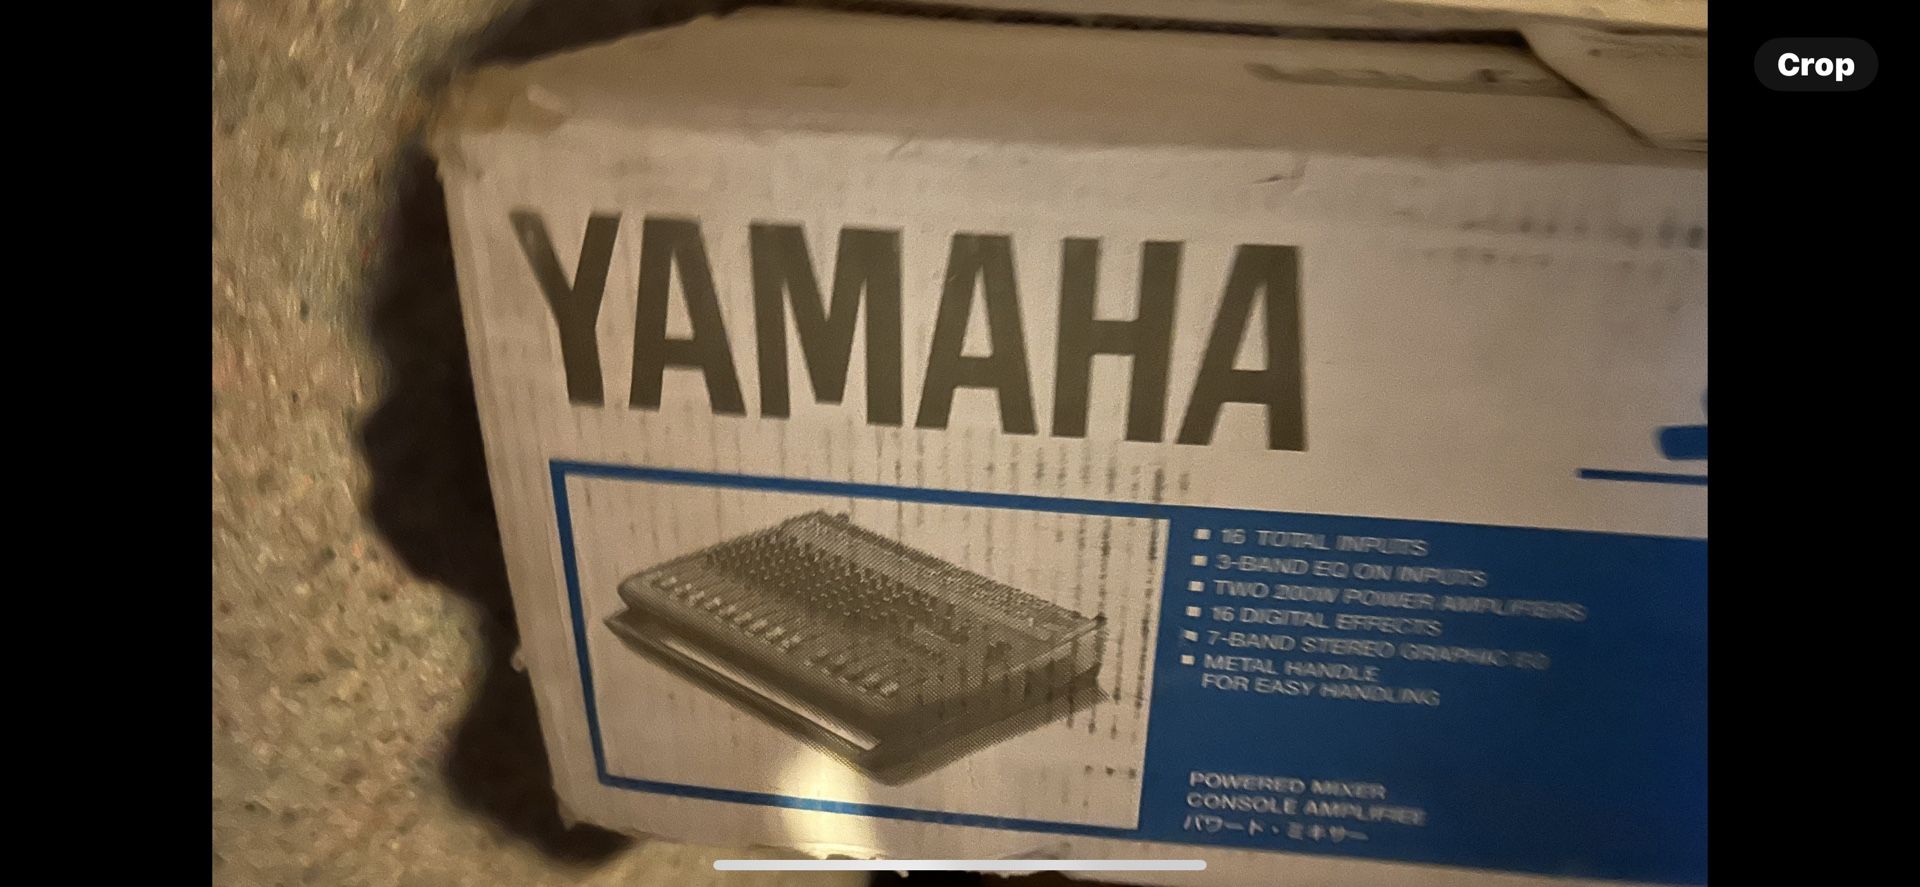 Crop
YAMAHA
16 TOTAL INPUTS
3-BAND EQ ON INPUTS
TWO 200W POWER AMPLIFIERS
16 DIGITAL EFFECTS
7-BAND STEREO GRAPHIC EQ
METAL HANDLE
FOR EASY HANDLING
POWERED MIXER
CONSOLE AMPLIFIEE
パワード・ミキサー